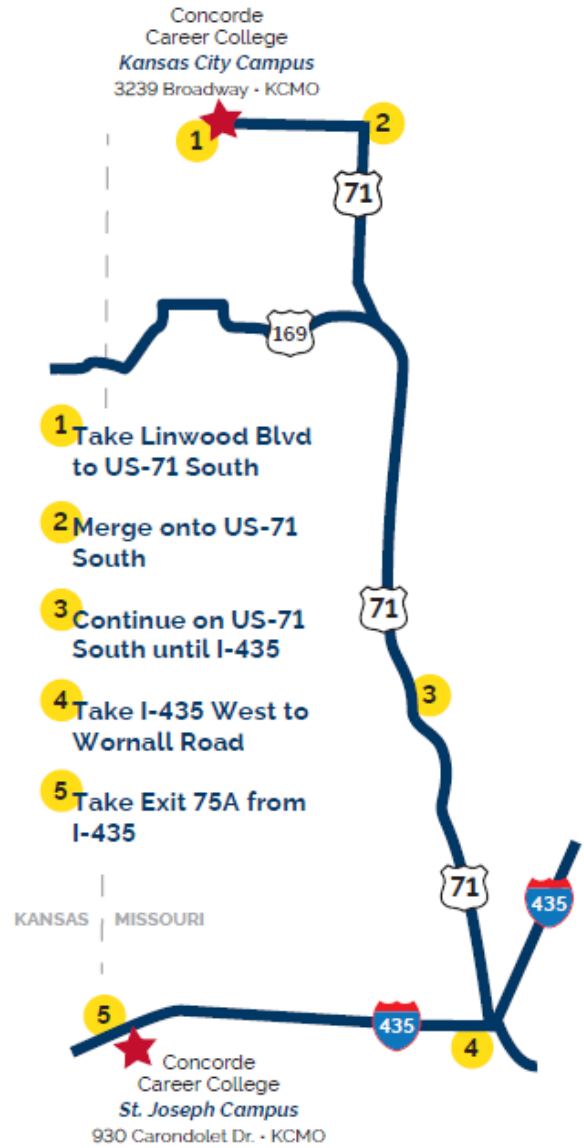 Concorde
Career College
Kansas City Campus
3239 Broadway • KCMO
1
2
71
169
1 Take Linwood Blvd
to US-71 South
2 Merge onto US-71
South
3 Continue on US-71
South until I-435
4 Take I-435 West to
Wornall Road
5 Take Exit 75A from
I-435
71
3
71
435
KANSAS MISSOURI
5
435
4
Concorde
Career College
St. Joseph Campus
930 Carondolet Dr. • KCMO